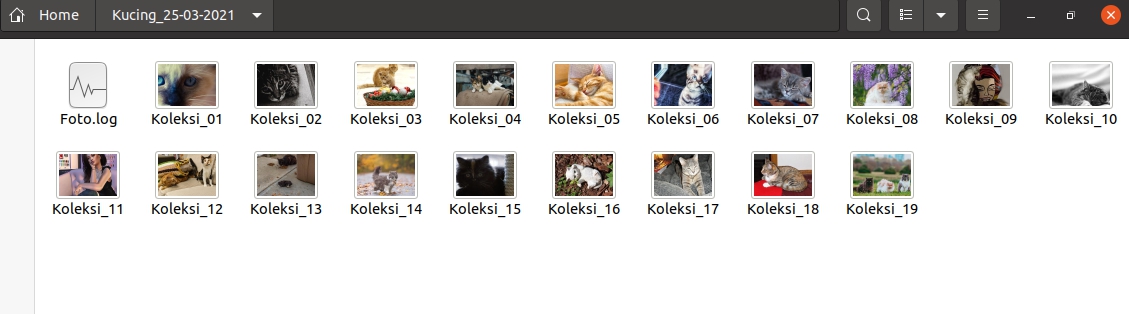 Home Kucing_25-03-2021
Foto.log Koleksi_01 Koleksi_02 Koleksi_03 Koleksi_04 Koleksi_05 Koleksi_06 Koleksi_07 Koleksi_08 Koleksi_09 Koleksi_10
Koleksi_11 Koleksi_12 Koleksi_13 Koleksi_14 Koleksi_15 Koleksi_16 Koleksi_17 Koleksi_18 Koleksi_19